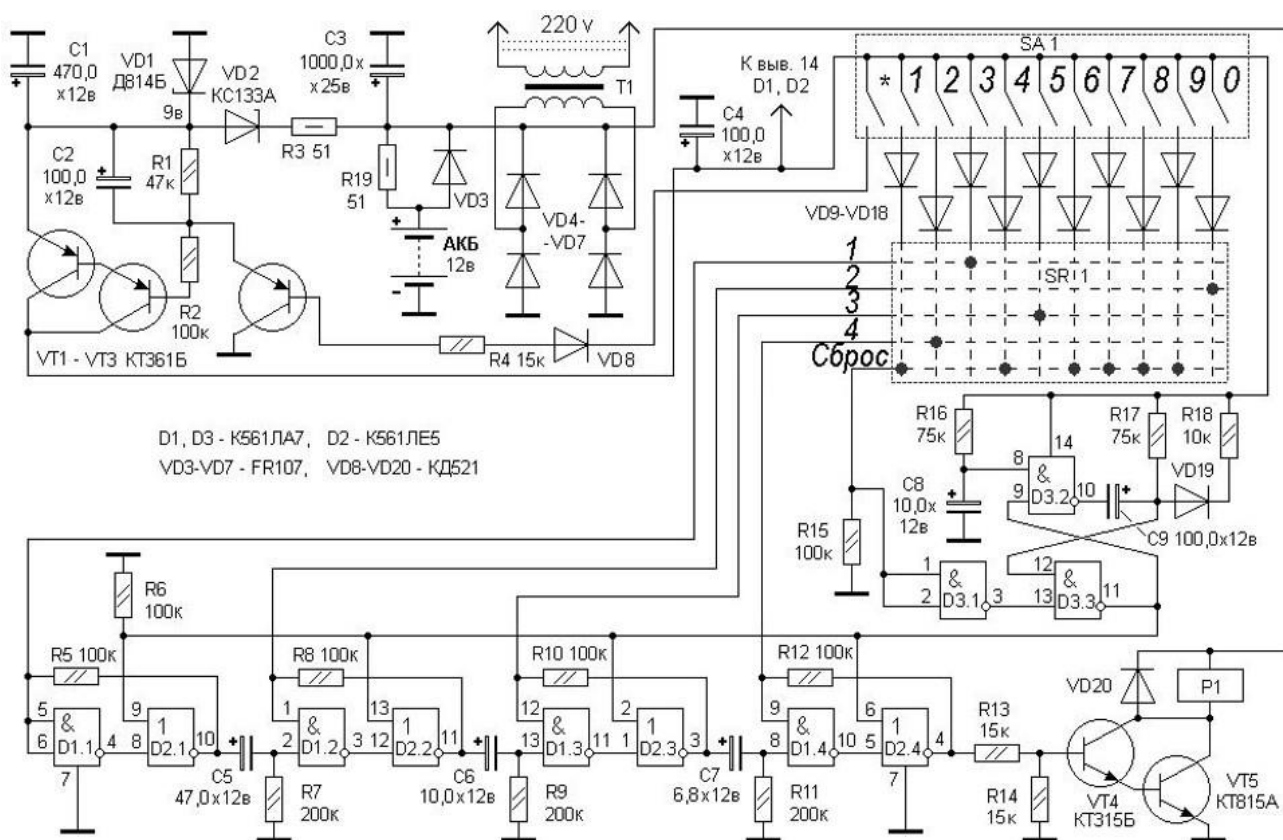 220 v
SA 1
C1
470,0
x12в
VD1
Д814Б
9в
VD2
КС133А
C3
1000,0x
x25в
T1
К выв. 14
D1, D2
* 1 2 3 4 5 6 7 8 9 0
C4
100,0
x12в
R3 51
C2
100,0
x12в
R1
47к
R19
51
VD3
VD4-
-VD7
VD9-VD18
АКБ
12в
R2
100к
VT1 - VT3 КТ361Б
R4 15к
VD8
1
2
3
4
Сброс
SR 1
D1, D3 - К561ЛА7, D2 - К561ЛЕ5
VD3-VD7 - FR107, VD8-VD20 - КД521
R16
75к
R17
75к
R18
10к
14
8
&
9
D3.2
10
VD19
C8
10,0x
12в
C9 100,0x12в
R15
100к
1
&
2
D3.1
3
12
&
13
D3.3
11
R6
100к
R5 100к
R8 100к
R10 100к
R12 100к
VD20
P1
5
&
6
D1.1
4
7
9
1
8
D2.1
10
C5
47,0x12в
R7
200к
1
&
2
D1.2
3
13
1
12
D2.2
11
C6
10,0x12в
R9
200к
12
&
13
D1.3
11
2
1
1
D2.3
3
C7
6,8x12в
R11
200к
9
&
8
D1.4
10
6
1
5
D2.4
4
7
R13
15к
R14
15к
VT4
КТ315Б
VT5
КТ815А